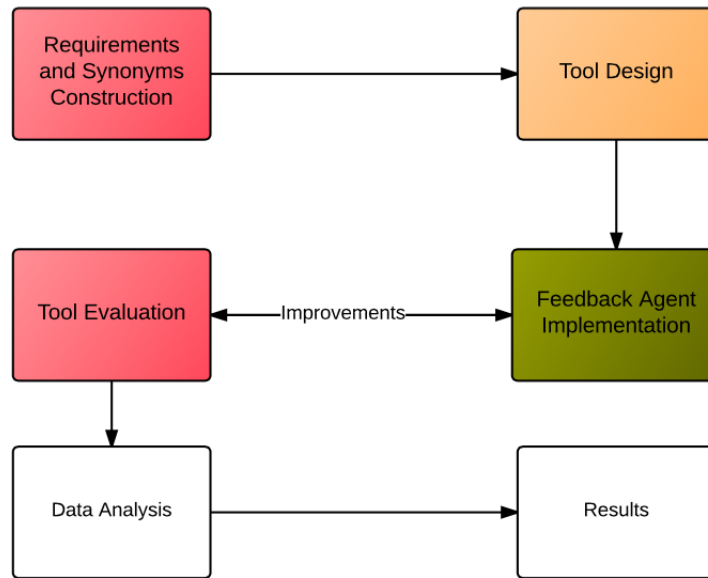 Requirements
and Synonyms
Construction
Tool Design
Tool Evaluation
Improvements
Feedback Agent
Implementation
Data Analysis
Results